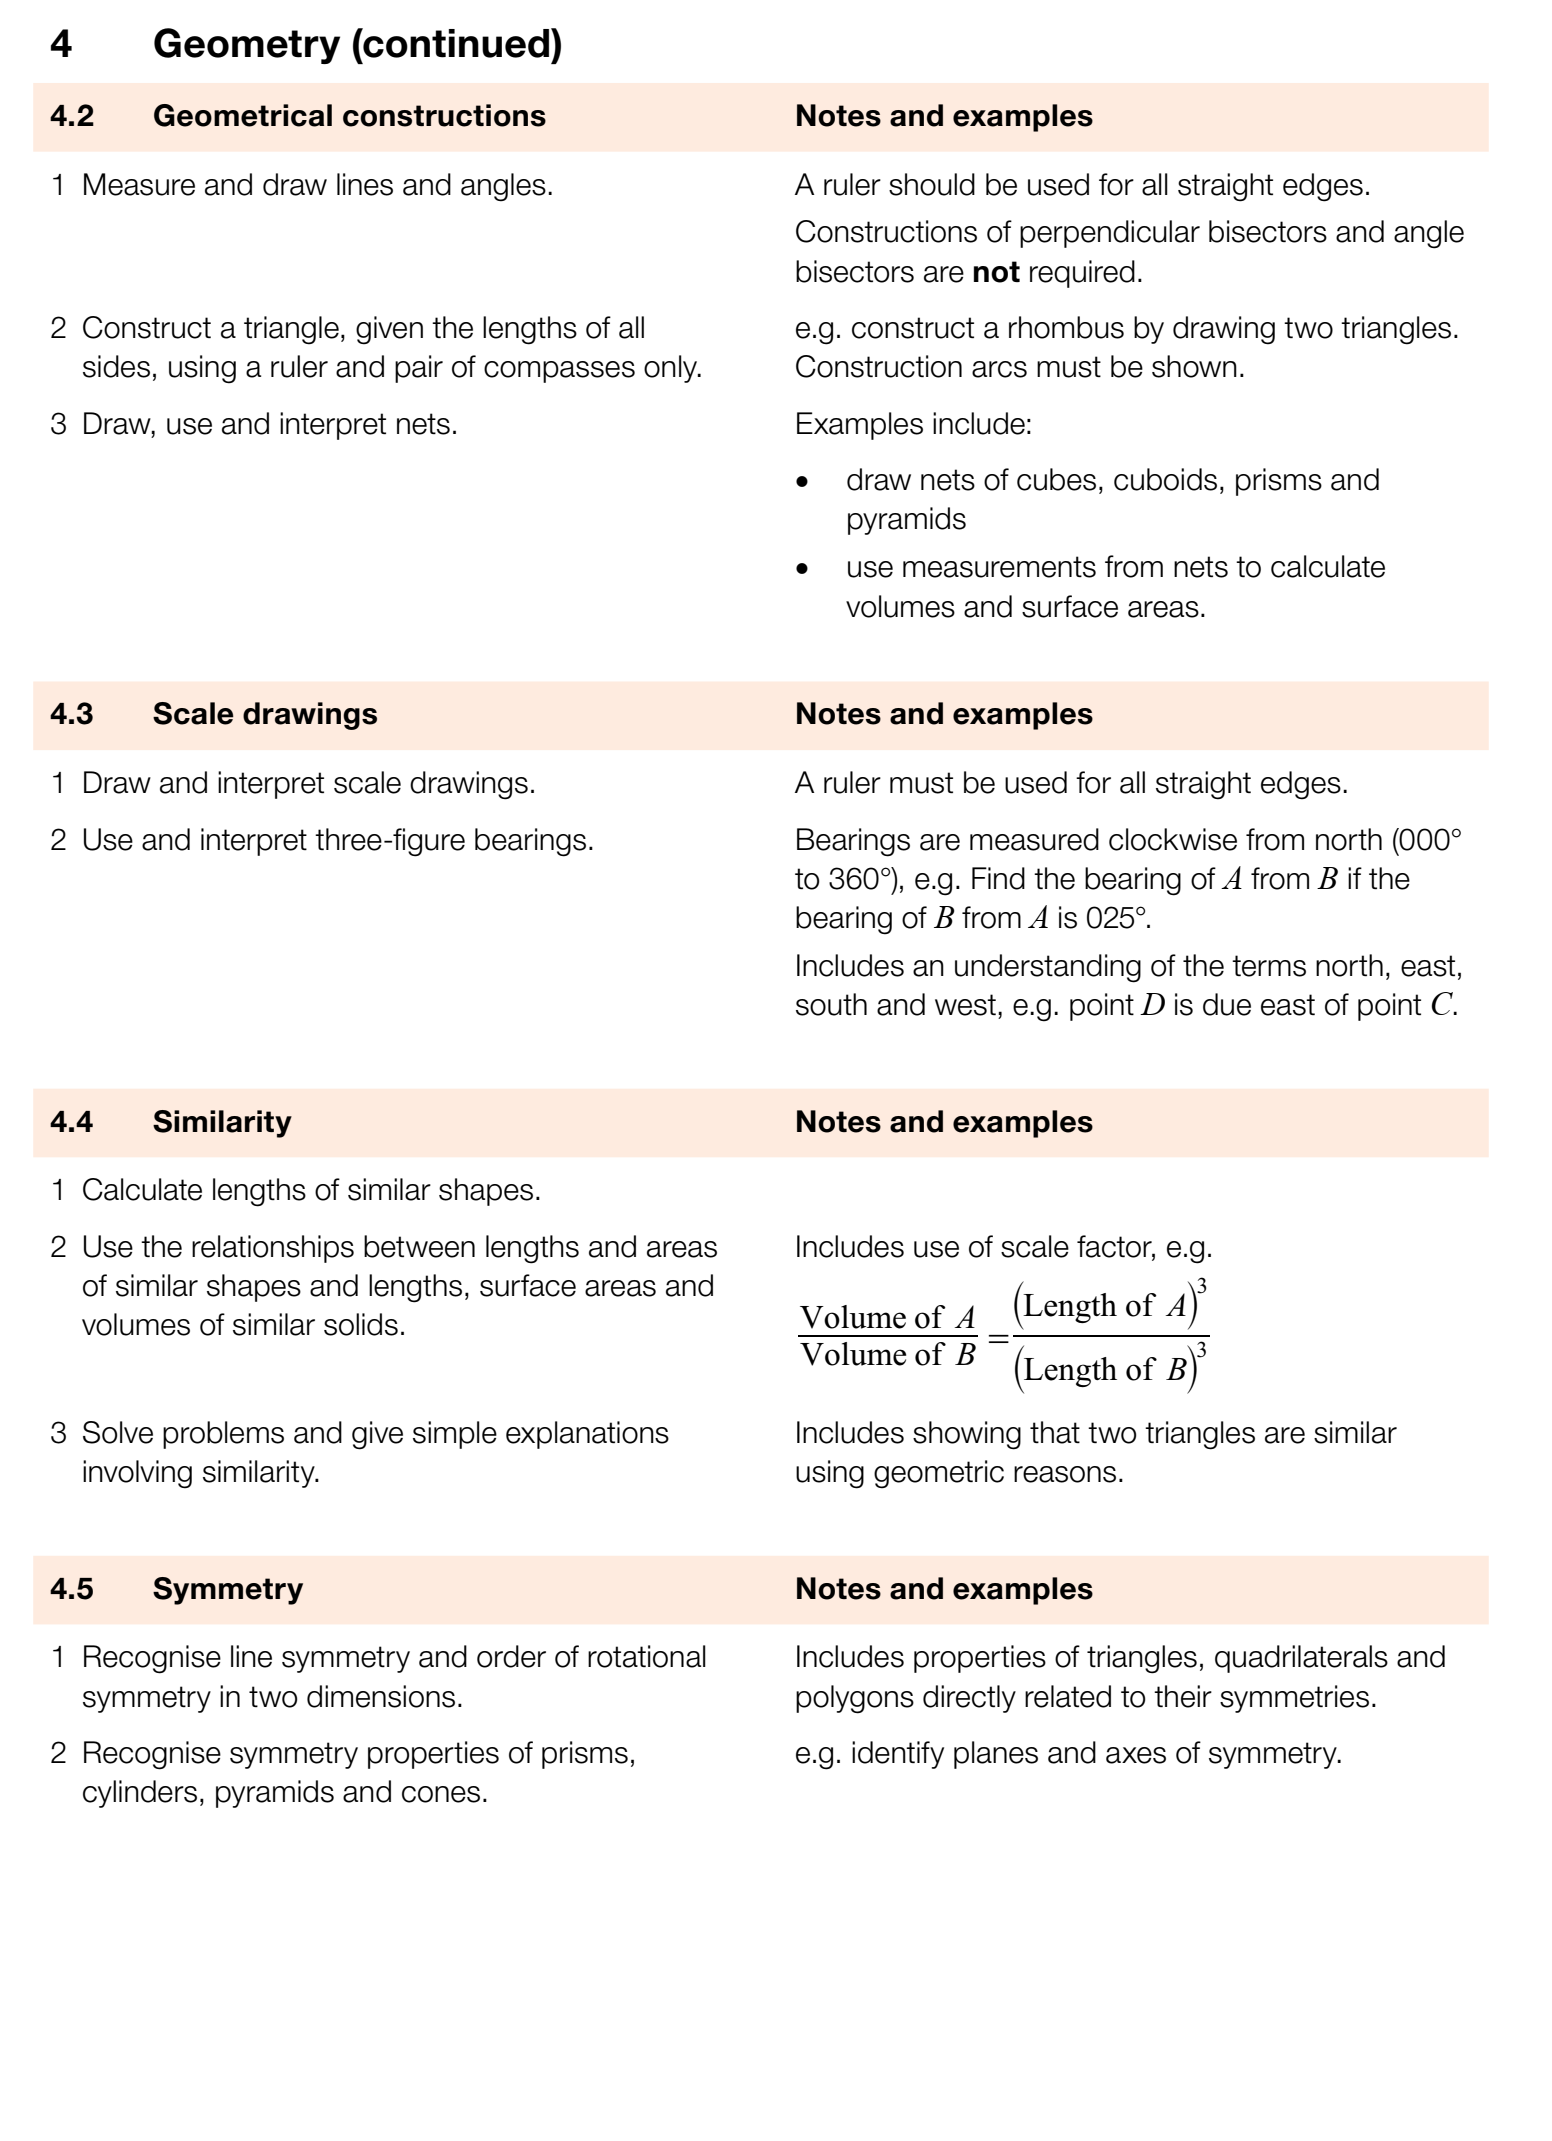 4 Geometry (continued)
4.2 Geometrical constructions Notes and examples
1 Measure and draw lines and angles. A ruler should be used for all straight edges.
Constructions of perpendicular bisectors and angle
bisectors are not required.
2 Construct a triangle, given the lengths of all e.g. construct a rhombus by drawing two triangles.
sides, using a ruler and pair of compasses only. Construction arcs must be shown.
3 Draw, use and interpret nets. Examples include:
• draw nets of cubes, cuboids, prisms and
pyramids
• use measurements from nets to calculate
volumes and surface areas.
4.3 Scale drawings Notes and examples
1 Draw and interpret scale drawings. A ruler must be used for all straight edges.
2 Use and interpret three-figure bearings. Bearings are measured clockwise from north (000°
to 360°), e.g. Find the bearing of A from B if the
bearing of B from A is 025°.
Includes an understanding of the terms north, east,
south and west, e.g. point D is due east of point C.
4.4 Similarity Notes and examples
1 Calculate lengths of similar shapes.
2 Use the relationships between lengths and areas Includes use of scale factor, e.g.
of similar shapes and lengths, surface areas and
volumes of similar solids.
Volume of A / Volume of B = (Length of A)³ / (Length of B)³
3 Solve problems and give simple explanations Includes showing that two triangles are similar
involving similarity. using geometric reasons.
4.5 Symmetry Notes and examples
1 Recognise line symmetry and order of rotational Includes properties of triangles, quadrilaterals and
symmetry in two dimensions. polygons directly related to their symmetries.
2 Recognise symmetry properties of prisms, e.g. identify planes and axes of symmetry.
cylinders, pyramids and cones.